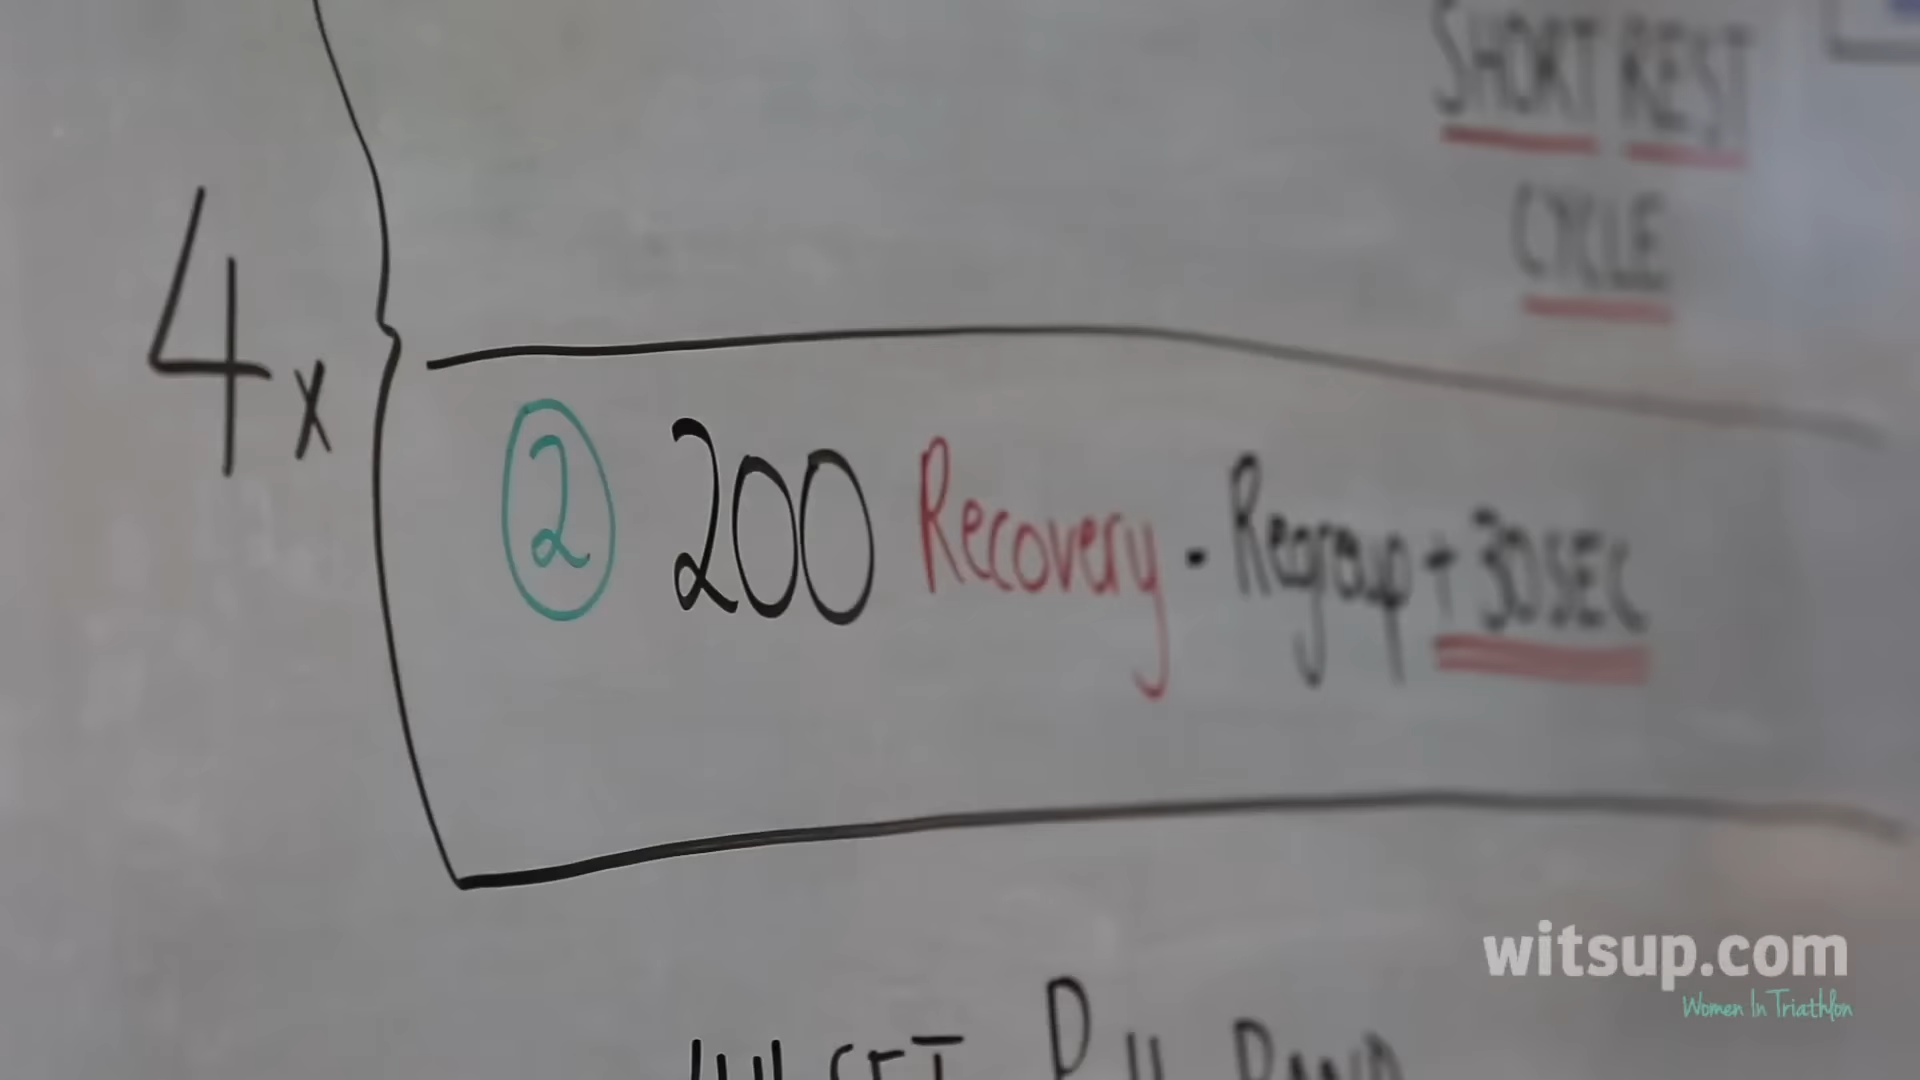 SHORT REST
CYCLE
4x
2 200 Recovery - Regroup + 30 SEC
witsup.com
Women In Triathlon